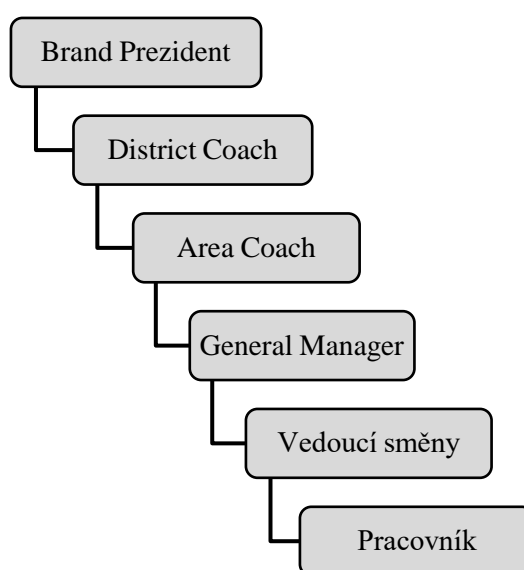 Brand Prezident
District Coach
Area Coach
General Manager
Vedoucí směny
Pracovník